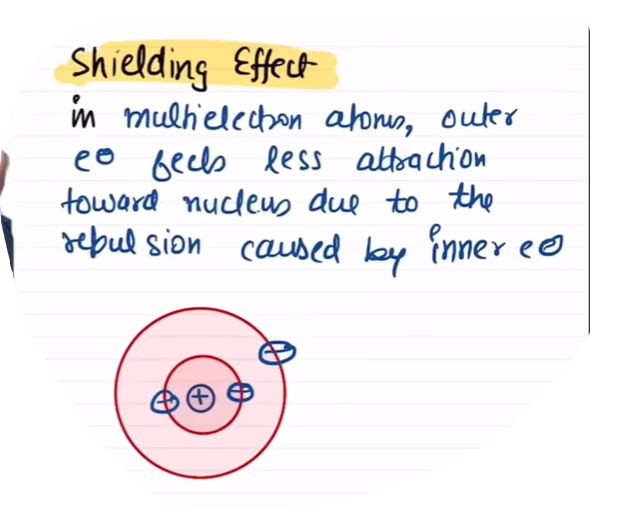 Shielding Effect
in multielectron atoms, outer
e⊖ feels less attraction
toward nucleus due to the
repulsion caused by inner e⊖
+